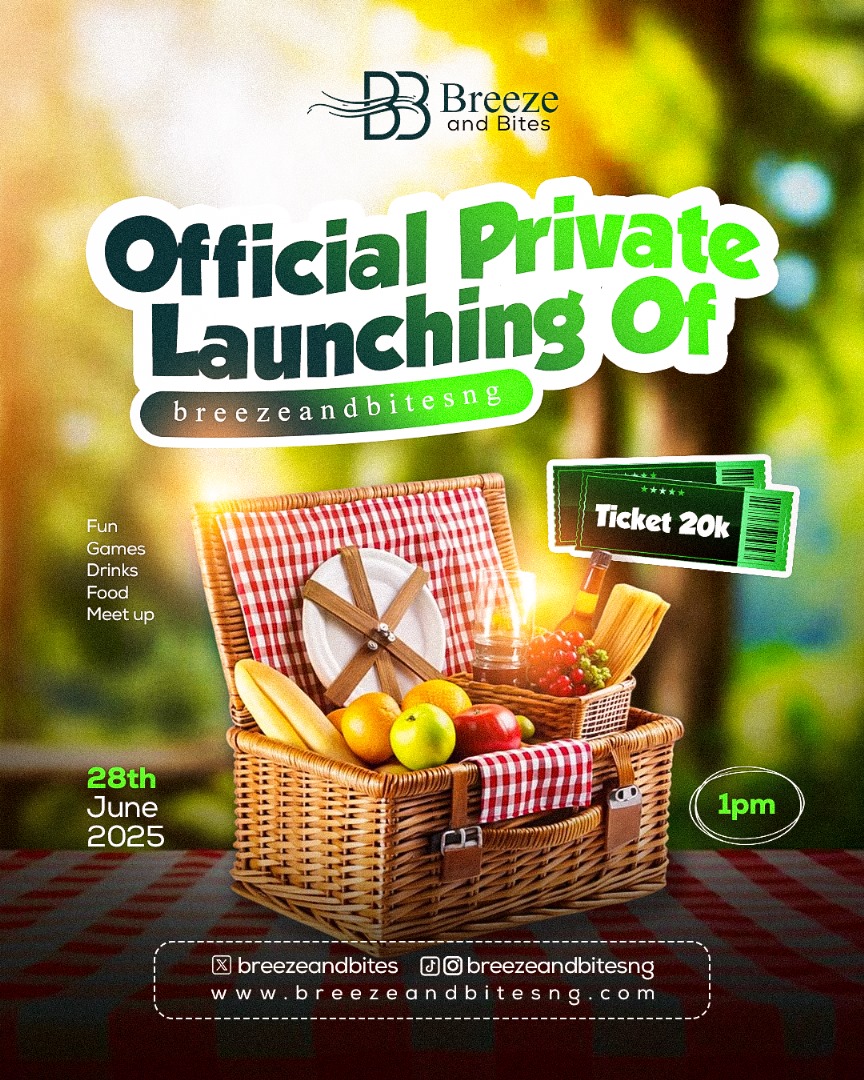 BB Breeze
and Bites
Official Private
Launching Of
breezeandbitesng
Ticket 20k
Fun
Games
Drinks
Food
Meet up
28th
June
2025
1pm
breezeandbites breezeandbitesng
www.breezeandbitesng.com